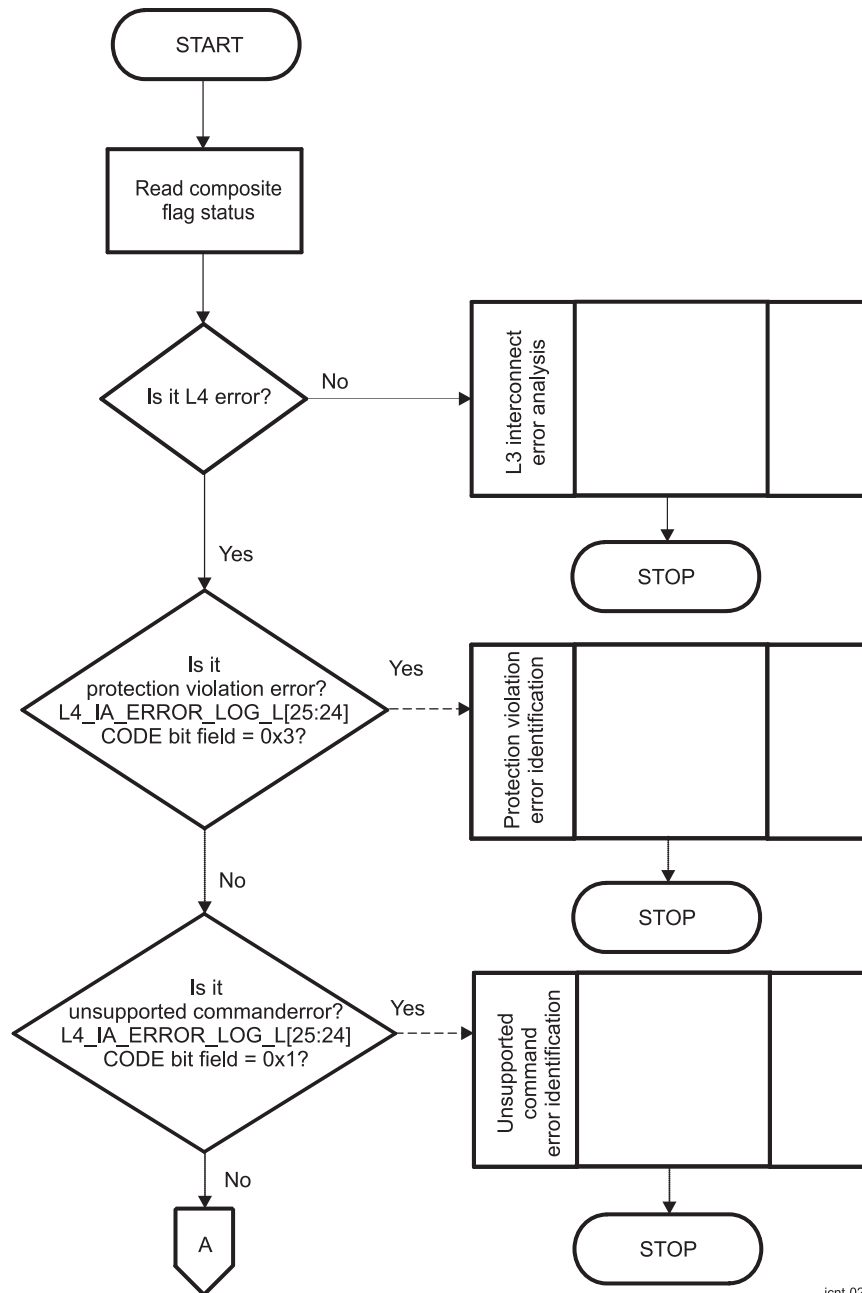 START
Read composite
flag status
Is it L4 error?
No
L3 interconnect
error analysis
STOP
Yes
Is it
protection violation error?
L4_IA_ERROR_LOG_L[25:24]
CODE bit field = 0x3?
Yes
Protection violation
error identification
STOP
No
Is it
unsupported commanderror?
L4_IA_ERROR_LOG_L[25:24]
CODE bit field = 0x1?
Yes
Unsupported
command
error identification
STOP
No
A